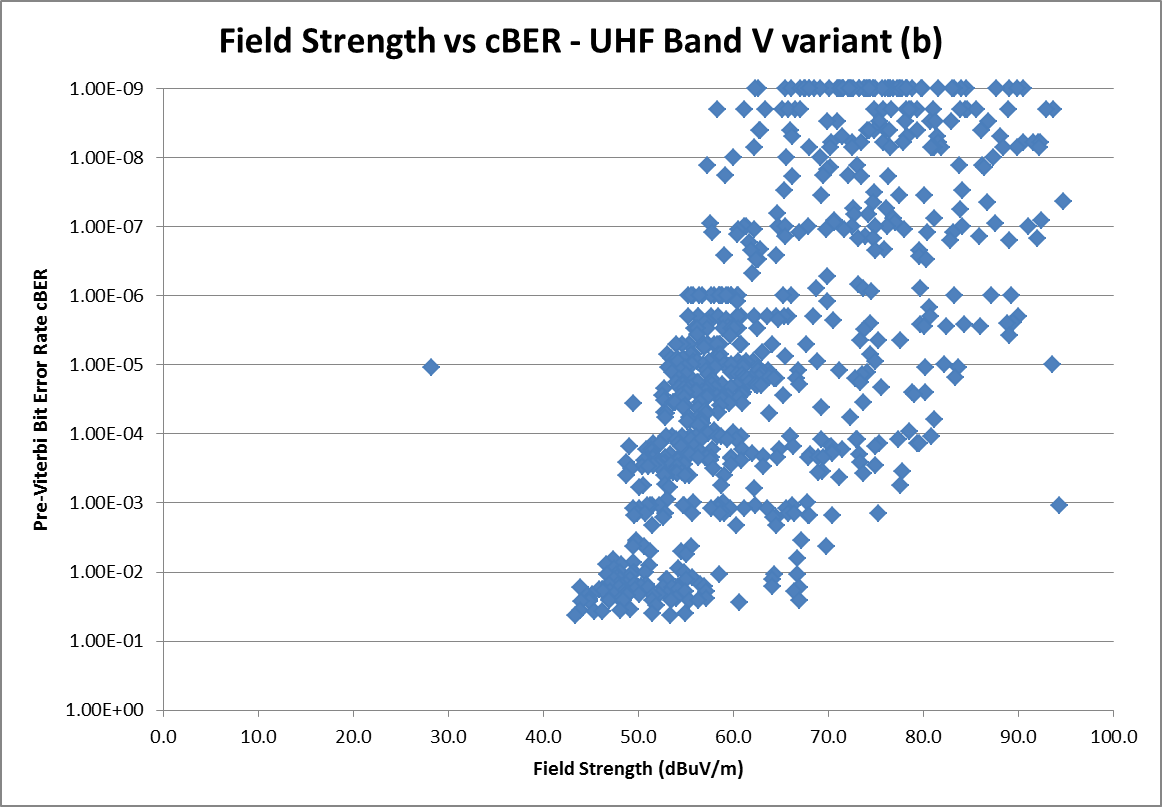 Field Strength vs cBER - UHF Band V variant (b)
1.00E-09
1.00E-08
1.00E-07
1.00E-06
1.00E-05
1.00E-04
1.00E-03
1.00E-02
1.00E-01
1.00E+00
Pre-Viterbi Bit Error Rate cBER
0.0 10.0 20.0 30.0 40.0 50.0 60.0 70.0 80.0 90.0 100.0
Field Strength (dBuV/m)